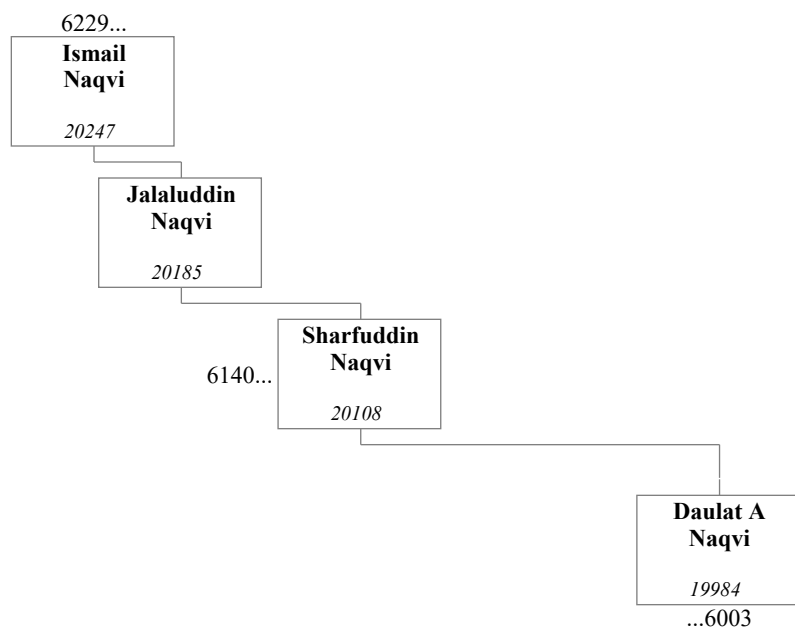 6229...
Ismail
Naqvi
20247
Jalaluddin
Naqvi
20185
Sharfuddin
Naqvi
6140...
20108
Daulat A
Naqvi
19984
...6003